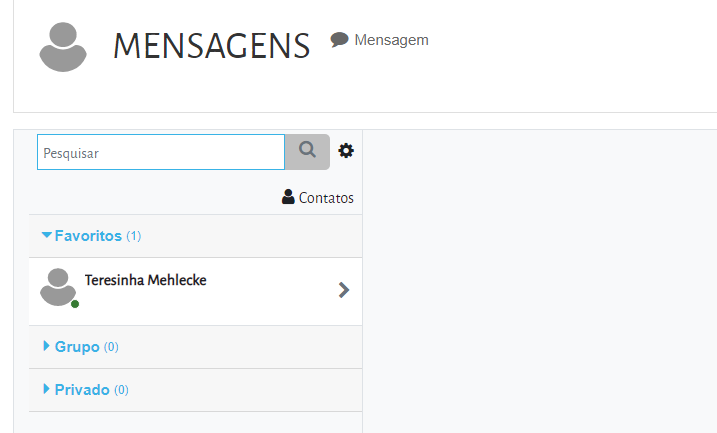 MENSAGENS
Mensagem
Pesquisar
Contatos
Favoritos (1)
Teresinha Mehlecke
Grupo (0)
Privado (0)